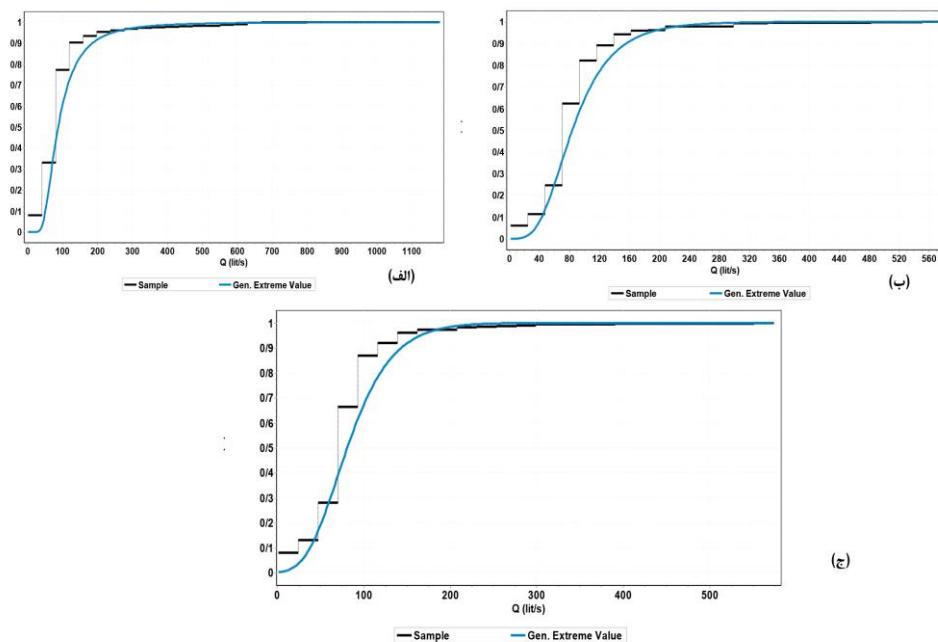 1
0/9
0/8
0/7
0/6
0/5
0/4
0/3
0/2
0/1
0
0 100 200 300 400 500 600 700 800 900 1000 1100
Q (lit/s)
Sample Gen. Extreme Value
(الف)
1
0/9
0/8
0/7
0/6
0/5
0/4
0/3
0/2
0/1
0
0 40 80 120 160 200 240 280 320 360 400 440 480 520 560
Q (lit/s)
Sample Gen. Extreme Value
(ب)
1
0/9
0/8
0/7
0/6
0/5
0/4
0/3
0/2
0/1
0
0 100 200 300 400 500
Q (lit/s)
Sample Gen. Extreme Value
(ج)